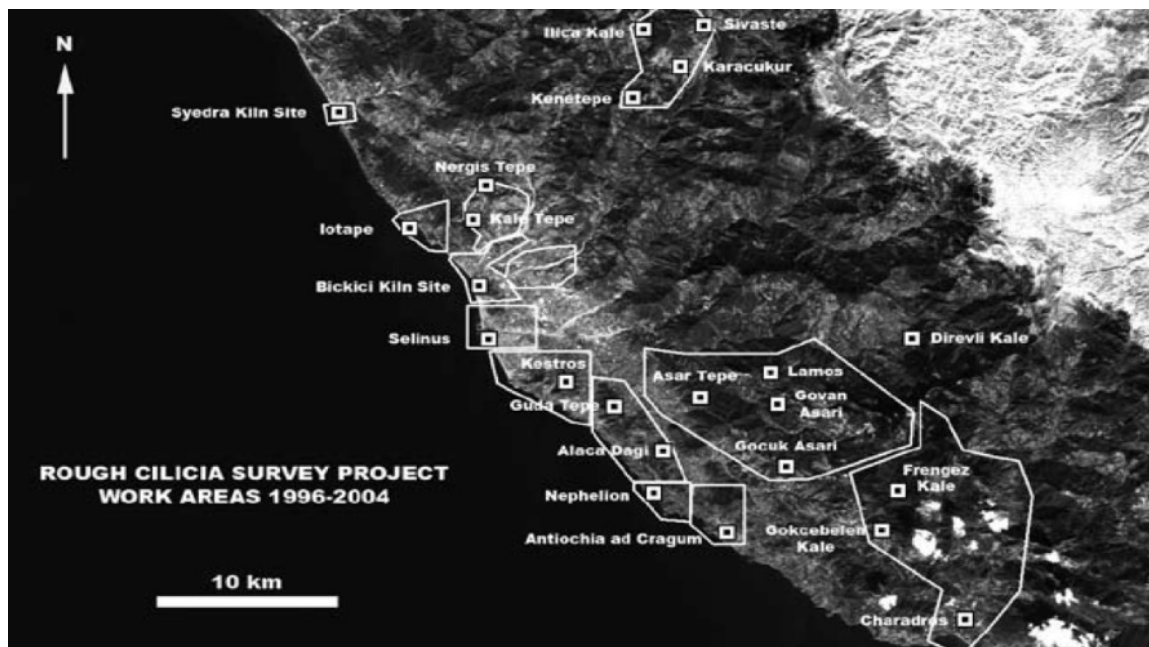 N
Ilica Kale
Sivaste
Karacukur
Kenetepe
Syedra Kiln Site
Nergis Tepe
Kale Tepe
Iotape
Bickici Kiln Site
Selinus
Direvli Kale
Kestros
Asar Tepe
Lamos
Guda Tepe
Govan
Asari
Alaca Dagi
Gocuk Asari
ROUGH CILICIA SURVEY PROJECT
WORK AREAS 1996-2004
Nephelion
Frengez
Kale
Antiochia ad Cragum
Gokcebelen
Kale
10 km
Charadros